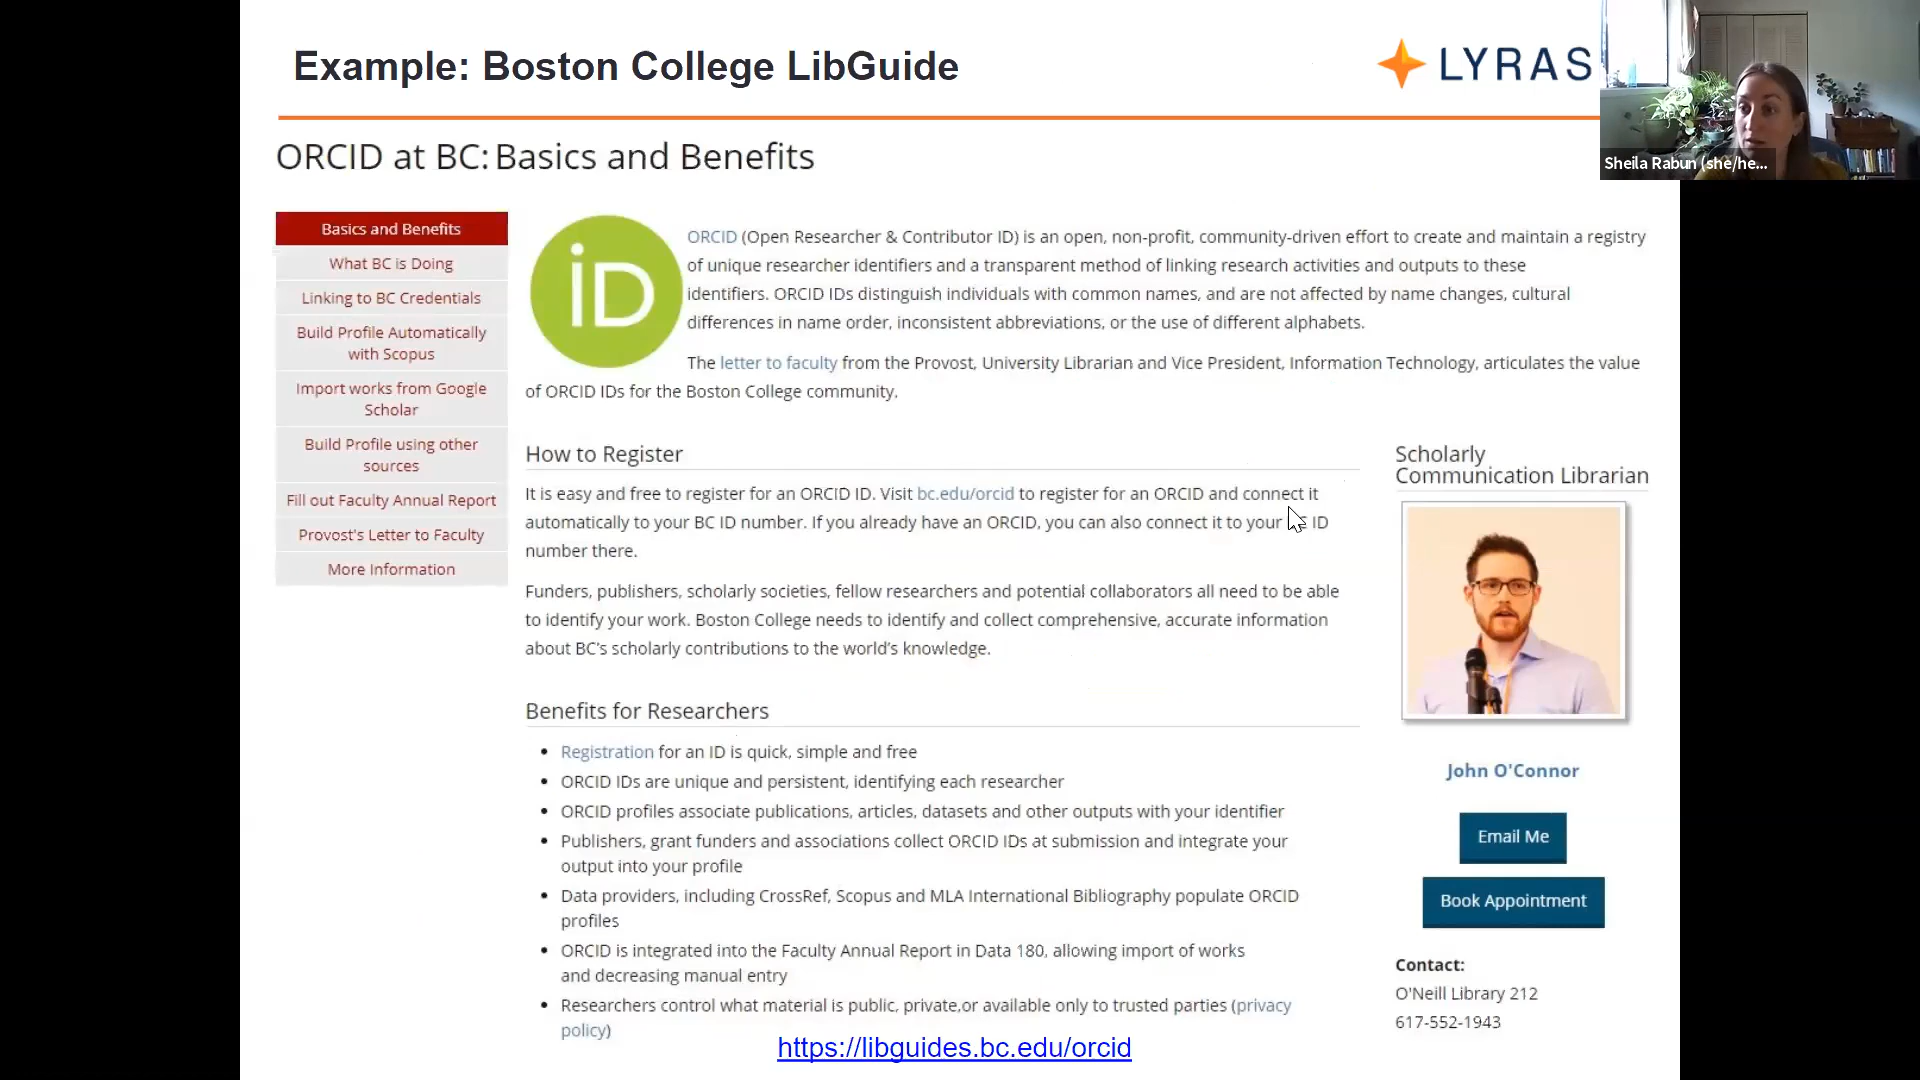 Example: Boston College LibGuide
LYRAS
Sheila Rabun (she/he...
ORCID at BC: Basics and Benefits
Basics and Benefits
What BC is Doing
Linking to BC Credentials
Build Profile Automatically
with Scopus
Import works from Google
Scholar
Build Profile using other
sources
Fill out Faculty Annual Report
Provost's Letter to Faculty
More Information
iD
ORCID (Open Researcher & Contributor ID) is an open, non-profit, community-driven effort to create and maintain a registry
of unique researcher identifiers and a transparent method of linking research activities and outputs to these
identifiers. ORCID IDs distinguish individuals with common names, and are not affected by name changes, cultural
differences in name order, inconsistent abbreviations, or the use of different alphabets.
The letter to faculty from the Provost, University Librarian and Vice President, Information Technology, articulates the value
of ORCID IDs for the Boston College community.
How to Register
It is easy and free to register for an ORCID ID. Visit bc.edu/orcid to register for an ORCID and connect it
automatically to your BC ID number. If you already have an ORCID, you can also connect it to your ID
number there.
Funders, publishers, scholarly societies, fellow researchers and potential collaborators all need to be able
to identify your work. Boston College needs to identify and collect comprehensive, accurate information
about BC's scholarly contributions to the world's knowledge.
Benefits for Researchers
Registration for an ID is quick, simple and free
ORCID IDs are unique and persistent, identifying each researcher
ORCID profiles associate publications, articles, datasets and other outputs with your identifier
Publishers, grant funders and associations collect ORCID IDs at submission and integrate your
output into your profile
Data providers, including CrossRef, Scopus and MLA International Bibliography populate ORCID
profiles
ORCID is integrated into the Faculty Annual Report in Data 180, allowing import of works
and decreasing manual entry
Researchers control what material is public, private,or available only to trusted parties (privacy
policy)
Scholarly
Communication Librarian
John O'Connor
Email Me
Book Appointment
Contact:
O'Neill Library 212
617-552-1943
https://libguides.bc.edu/orcid